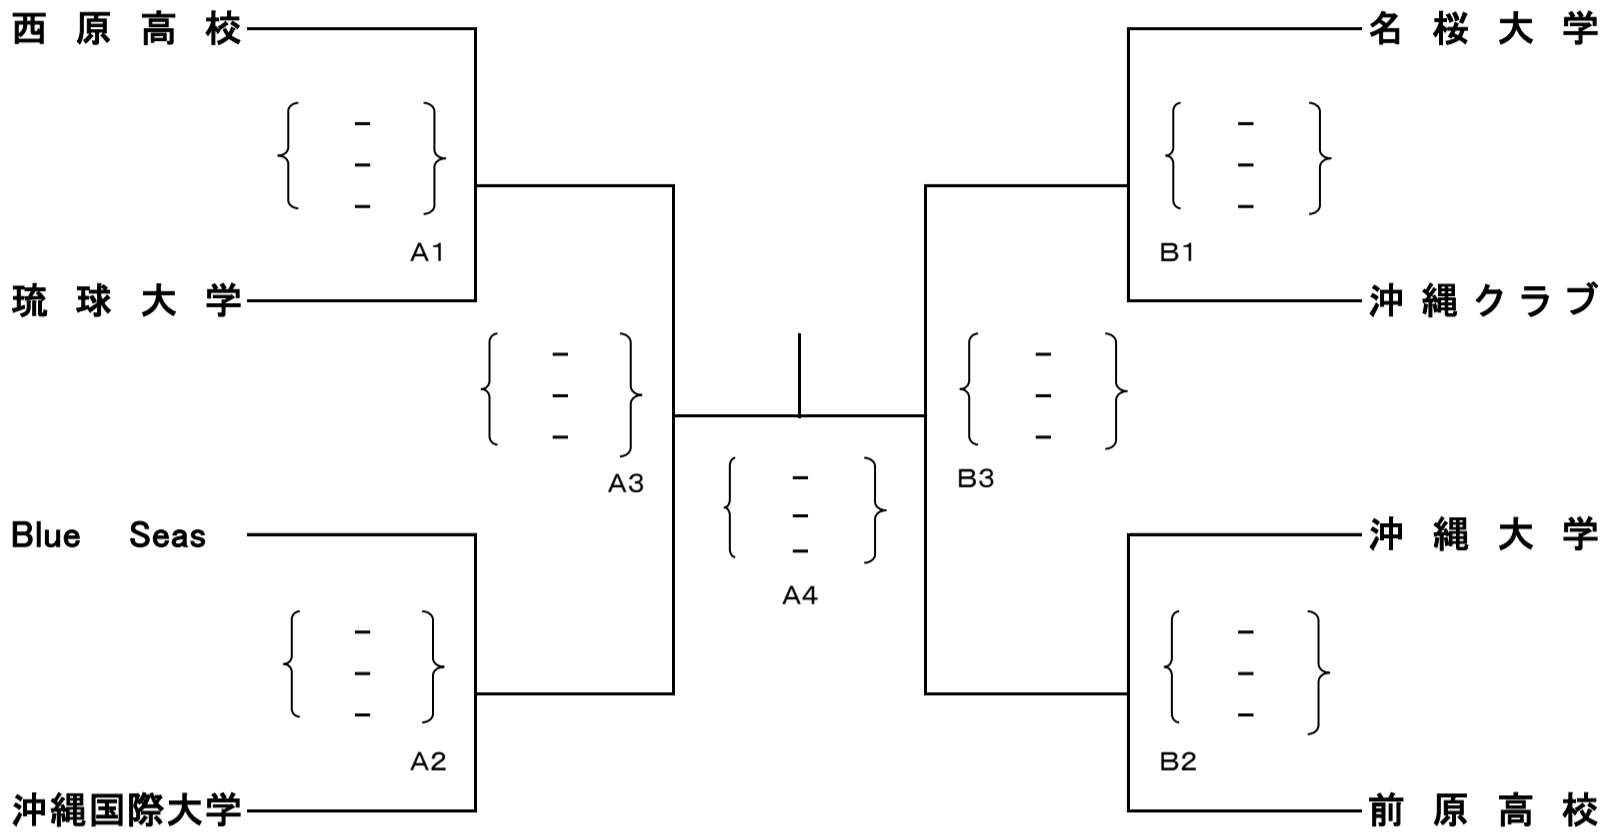 西原高校
名桜大学
－ －
－ －
－ －
A1 B1
琉球大学
沖縄クラブ
－ －
－ －
－ －
A3 B3
－
－
－
A4
Blue Seas
沖縄大学
－ －
－ －
－ －
A2 B2
沖縄国際大学
前原高校